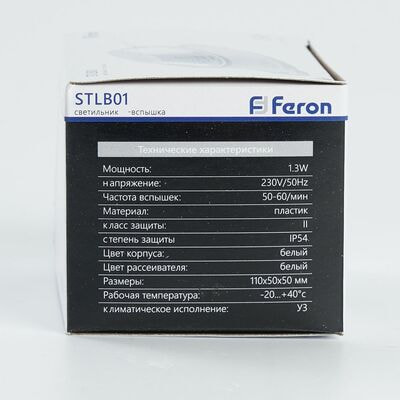 STLB01
светильник -вспышка
Feron
Технические характеристики
Мощность: 1.3W
напряжение: 230V/50Hz
Частота вспышек: 50-60/мин
Материал: пластик
класс защиты II
степень защиты IP54
Цвет корпуса: белый
Цвет рассеивателя: белый
Размеры: 110x50x50 мм
Рабочая температура: -20...+40°c
климатическое исполнение: У3